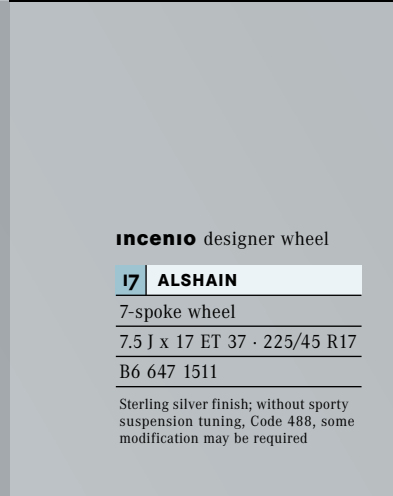 ıncenıo designer wheel
17 ALSHAIN
7-spoke wheel
7.5 J x 17 ET 37 · 225/45 R17
B6 647 1511
Sterling silver finish; without sporty
suspension tuning, Code 488, some
modification may be required